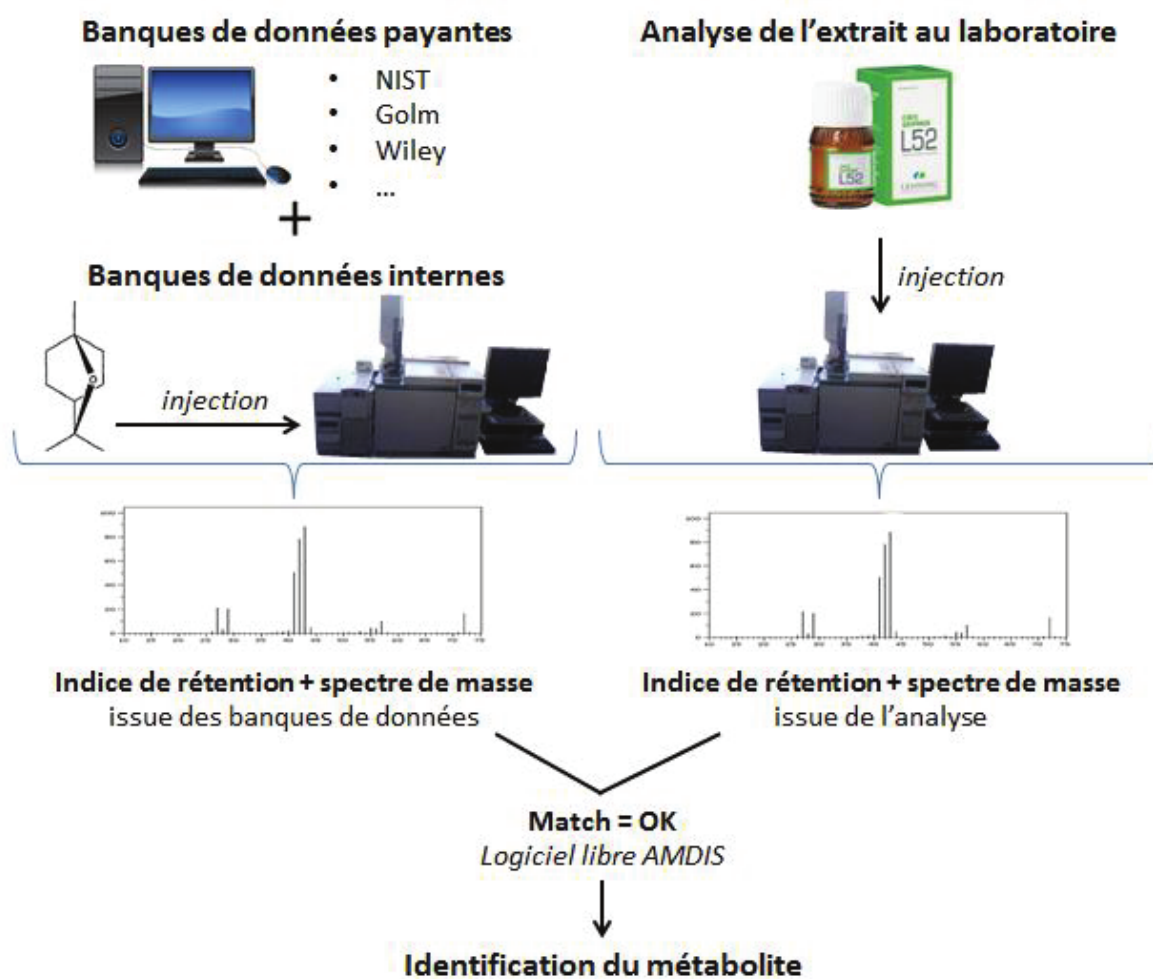 Banques de données payantes
• NIST
• Golm
• Wiley
• ...
+
Banques de données internes
injection
O
Analyse de l'extrait au laboratoire
L52
L52
injection
Indice de rétention + spectre de masse
issue des banques de données
Indice de rétention + spectre de masse
issue de l'analyse
Match = OK
Logiciel libre AMDIS
Identification du métabolite